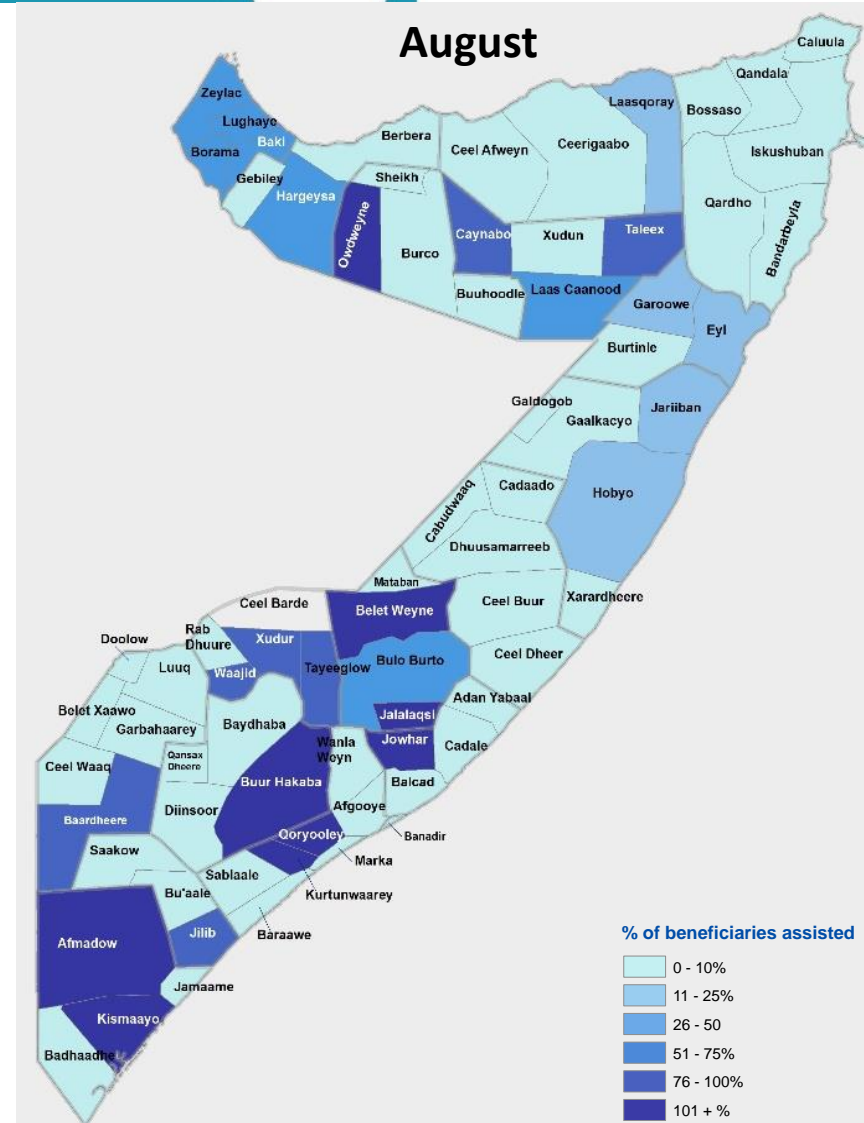 August
Caluula
Qandala
Zeylac
Laasqoray
Bossaso
Lughaye
Berbera
Baki
Ceel Afweyn
Ceerigaabo
Borama
Iskushuban
Gebiley
Sheikh
Hargeysa
Qardho
Owdweyne
Bandarbeyla
Caynabo
Xudun
Taleex
Burco
Buuhoodle
Laas Caanood
Garoowe
Eyl
Burtinle
Galdogob
Gaalkacyo
Jariiban
Cabudwaaq
Cadaado
Hobyo
Dhuusamarreeb
Mataban
Ceel Barde
Belet Weyne
Ceel Buur
Xarardheere
Rab
Dhuure
Doolow
Xudur
Luuq
Waajid
Tayeeglow
Bulo Burto
Ceel Dheer
Adan Yabaal
Belet Xaawo
Garbahaarey
Baydhaba
Jalalaqsi
Wanla
Weyn
Jowhar
Cadale
Qansax
Dheere
Ceel Waaq
Buur Hakaba
Balcad
Diinsoor
Afgooye
Baardheere
Qoryooley
Banadir
Saakow
Marka
Sablaale
Bu'aale
Kurtunwaarey
Jilib
Baraawe
Afmadow
Jamaame
Kismaayo
Badhaadhe
% of beneficiaries assisted
0 - 10%
11 - 25%
26 - 50
51 - 75%
76 - 100%
101 + %